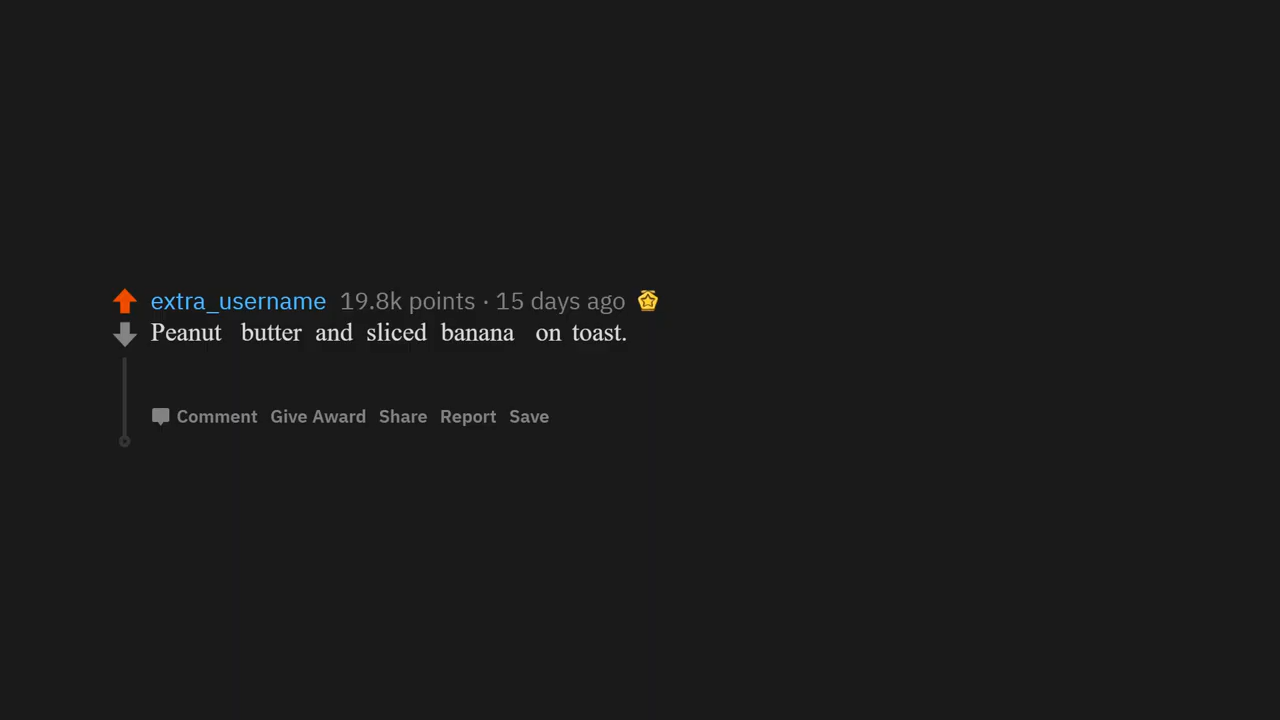 extra_username 19.8k points · 15 days ago
Peanut butter and sliced banana on toast.
Comment Give Award Share Report Save